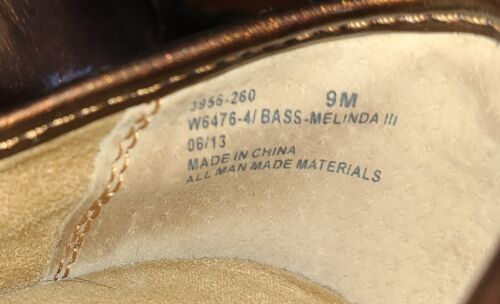 3956-260 9M
W6476-4/ BASS-MELINDA III
06/13
MADE IN CHINA
ALL MAN MADE MATERIALS